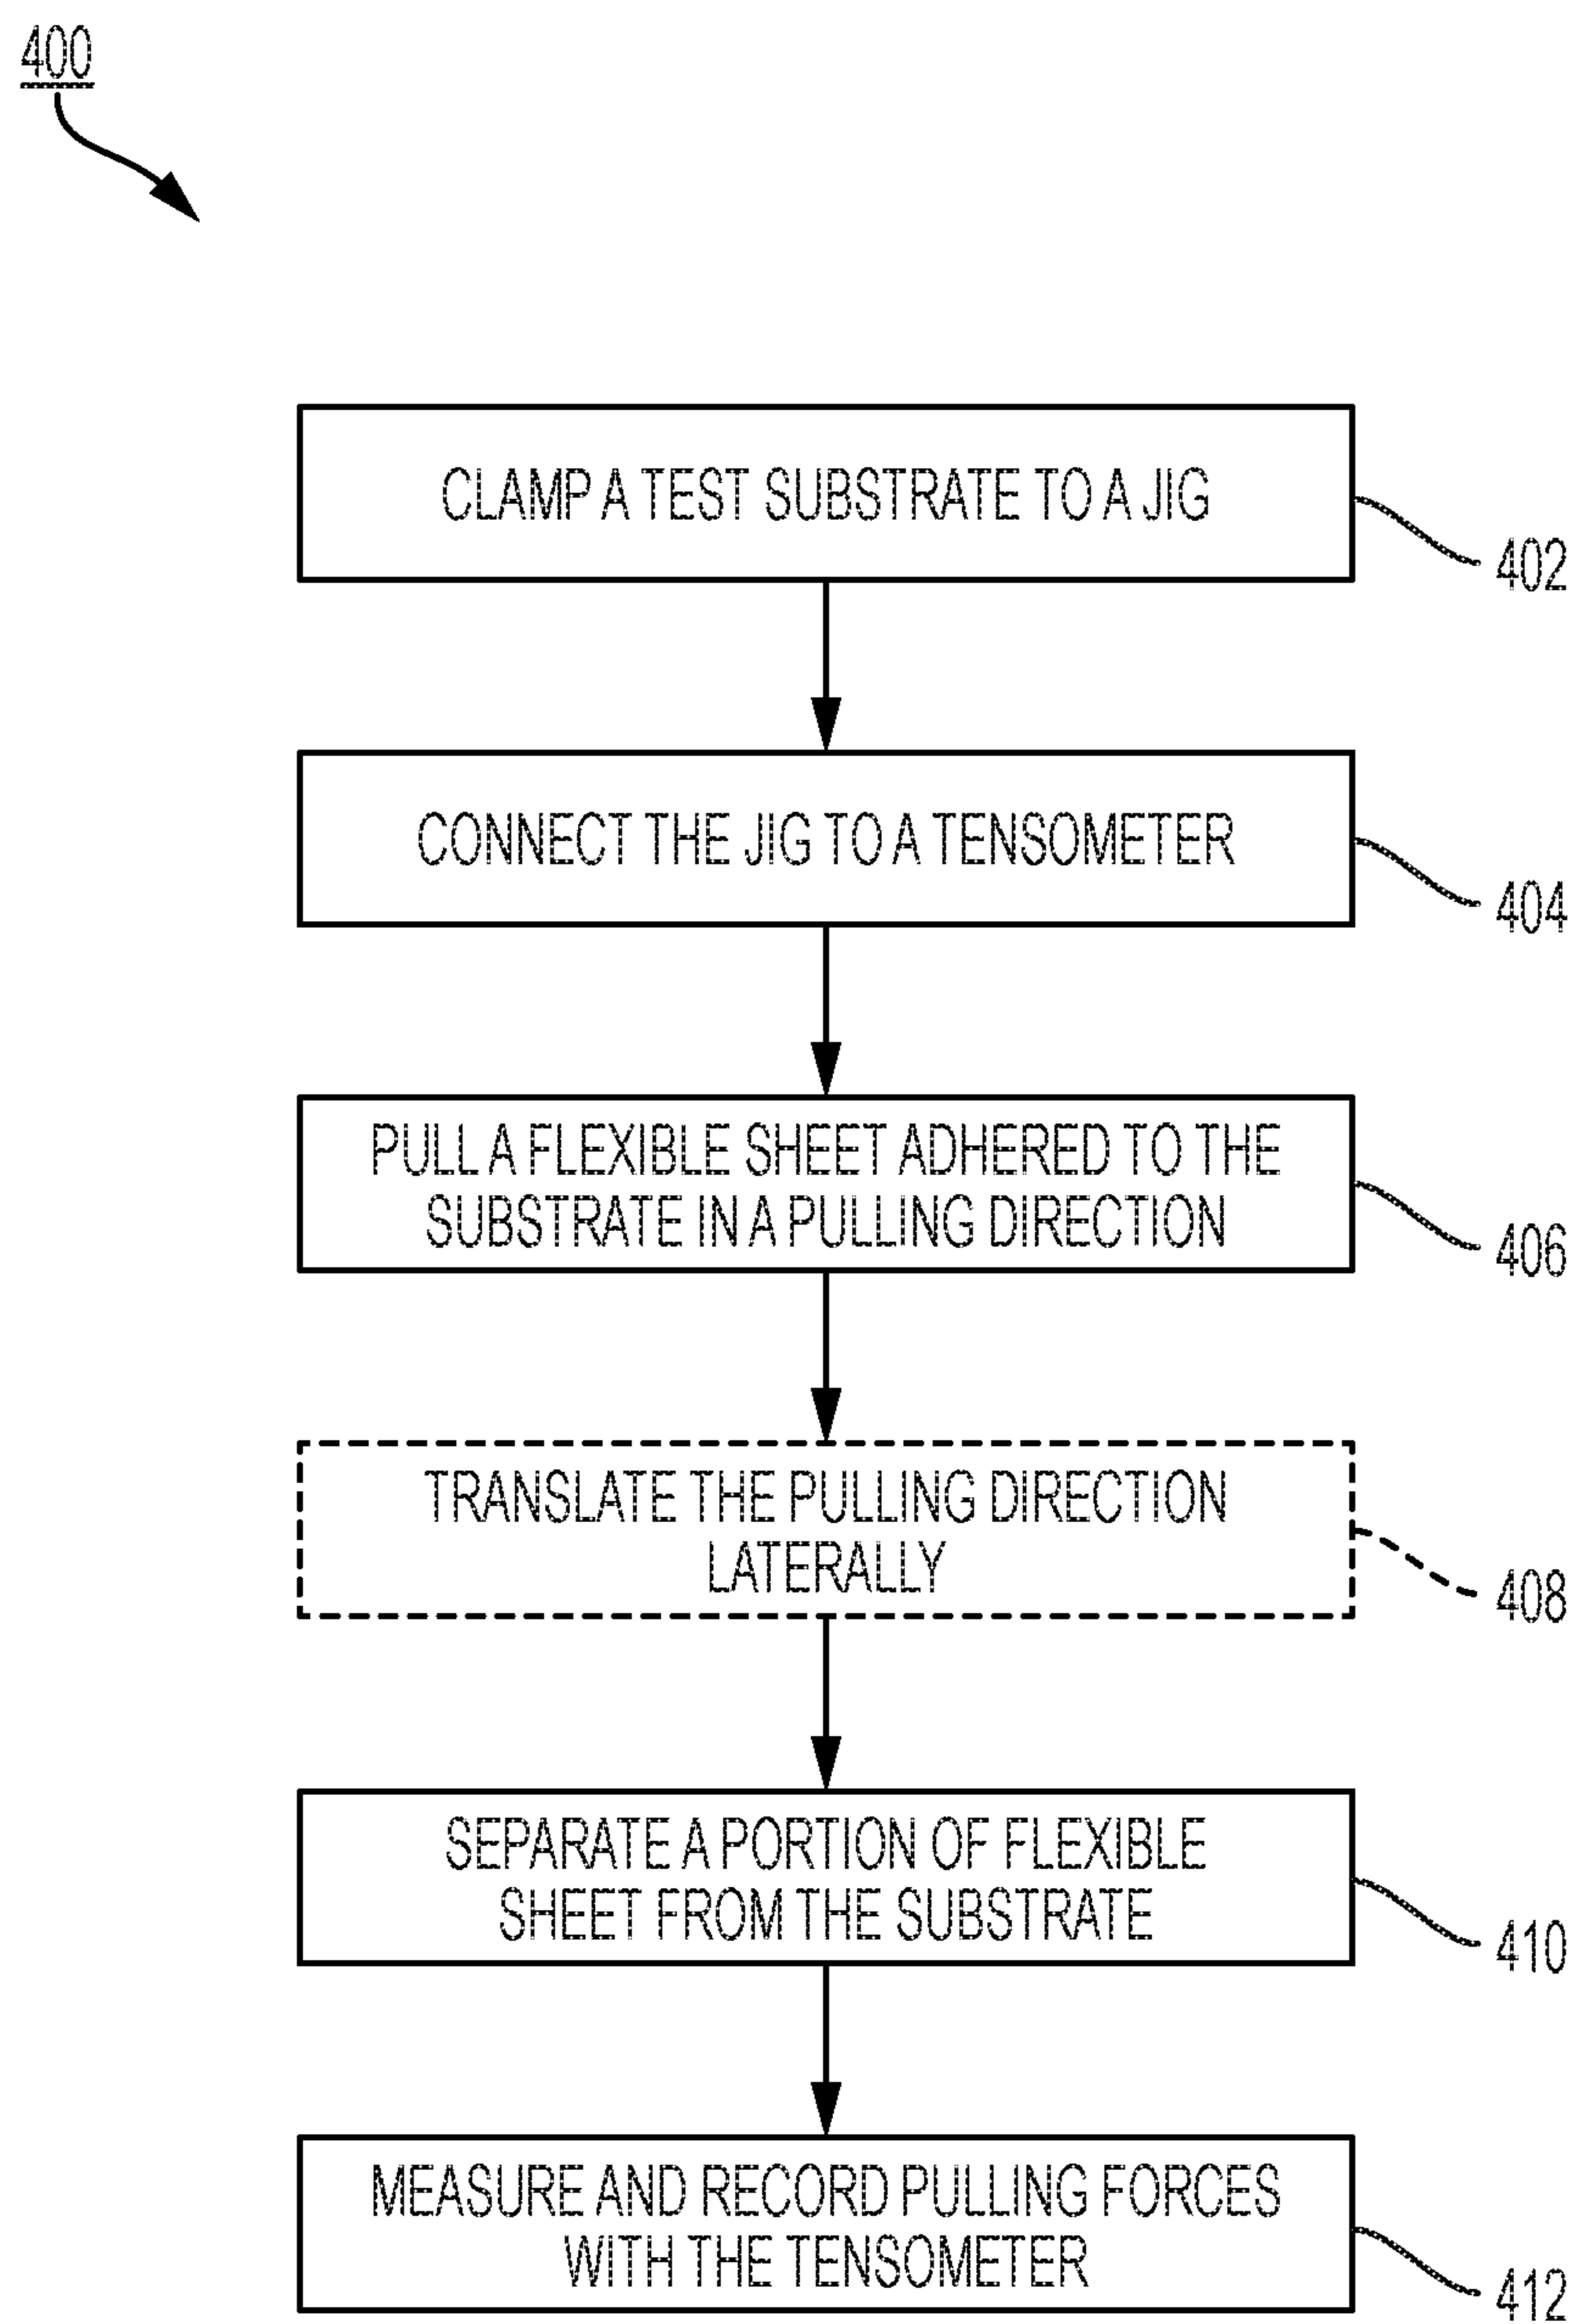 400
CLAMP A TEST SUBSTRATE TO A JIG
402
CONNECT THE JIG TO A TENSOMETER
404
PULL A FLEXIBLE SHEET ADHERED TO THE
SUBSTRATE IN A PULLING DIRECTION
406
TRANSLATE THE PULLING DIRECTION
LATERALLY
408
SEPARATE A PORTION OF FLEXIBLE
SHEET FROM THE SUBSTRATE
410
MEASURE AND RECORD PULLING FORCES
WITH THE TENSOMETER
412